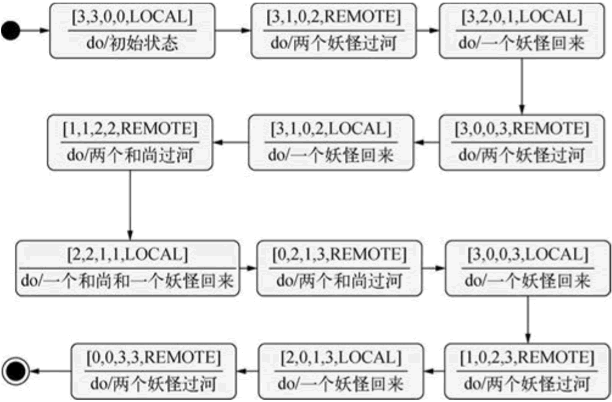 [3,3,0,0,LOCAL]
do/初始状态
[3,1,0,2,REMOTE]
do/两个妖怪过河
[3,2,0,1,LOCAL]
do/一个妖怪回来
[1,1,2,2,REMOTE]
do/两个和尚过河
[3,1,0,2,LOCAL]
do/一个妖怪回来
[3,0,0,3,REMOTE]
do/两个妖怪过河
[2,2,1,1,LOCAL]
do/一个和尚和一个妖怪回来
[0,2,1,3,REMOTE]
do/两个和尚过河
[3,0,0,3,LOCAL]
do/一个妖怪回来
[0,0,3,3,REMOTE]
do/两个妖怪过河
[2,0,1,3,LOCAL]
do/一个妖怪回来
[1,0,2,3,REMOTE]
do/两个妖怪过河